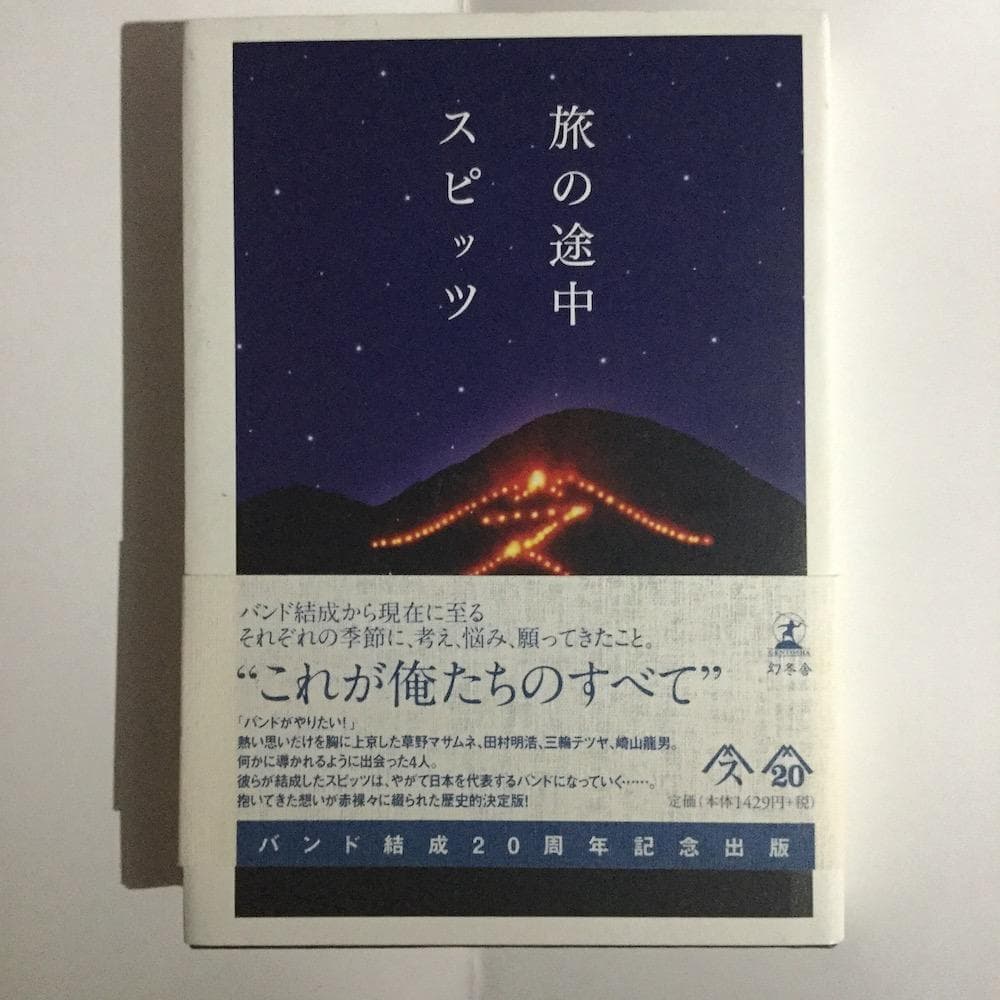 旅の途中
スピッツ
バンド結成から現在に至る
それぞれの季節に、考え、悩み、願ってきたこと。
“これが俺たちのすべて”
「バンドがやりたい！」
熱い思いだけを胸に上京した草野マサムネ、田村明浩、三輪テツヤ、崎山龍男。
何かに導かれるように出会った4人。
彼らが結成したスピッツは、やがて日本を代表するバンドになっていく……。
抱いてきた想いが赤裸々に綴られた歴史的決定版！
GENTOSHA
幻冬舎
ス
20
定価（本体1429円+税）
バンド結成20周年記念出版